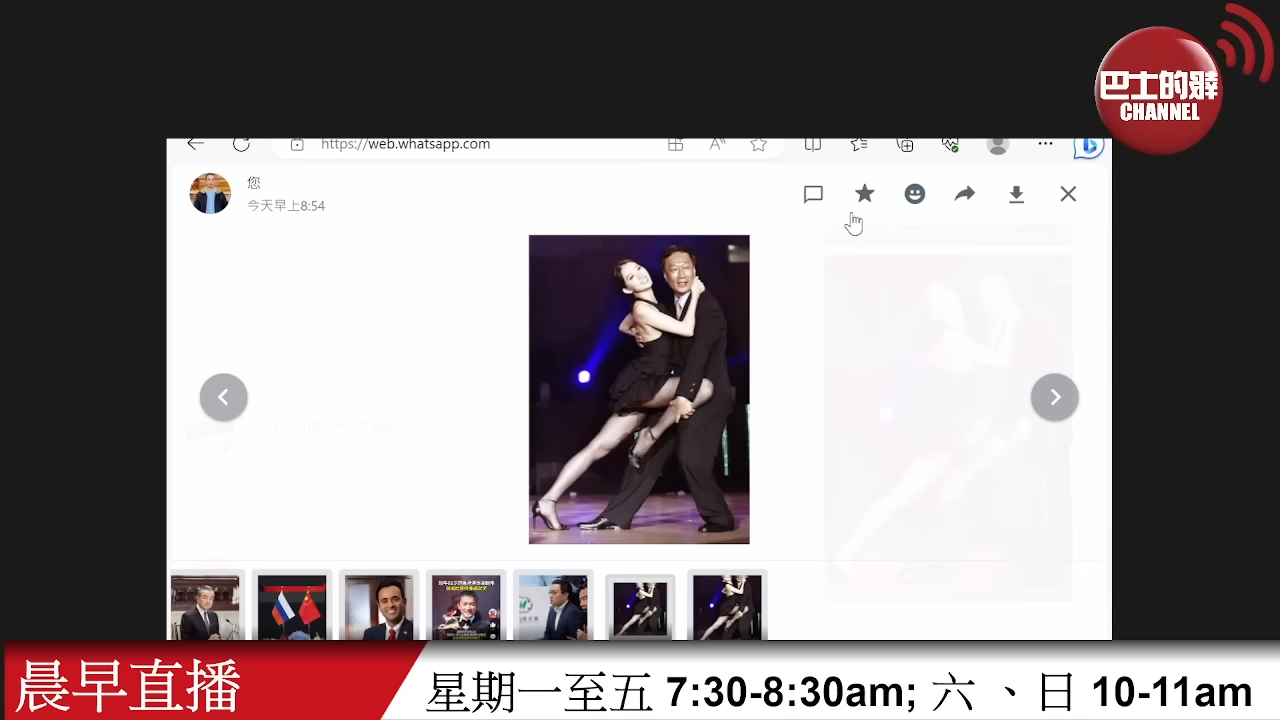 巴士的報
CHANNEL
https://web.whatsapp.com
您
今天早上8:54
晨早直播
星期一至五 7:30-8:30am; 六、日 10-11am